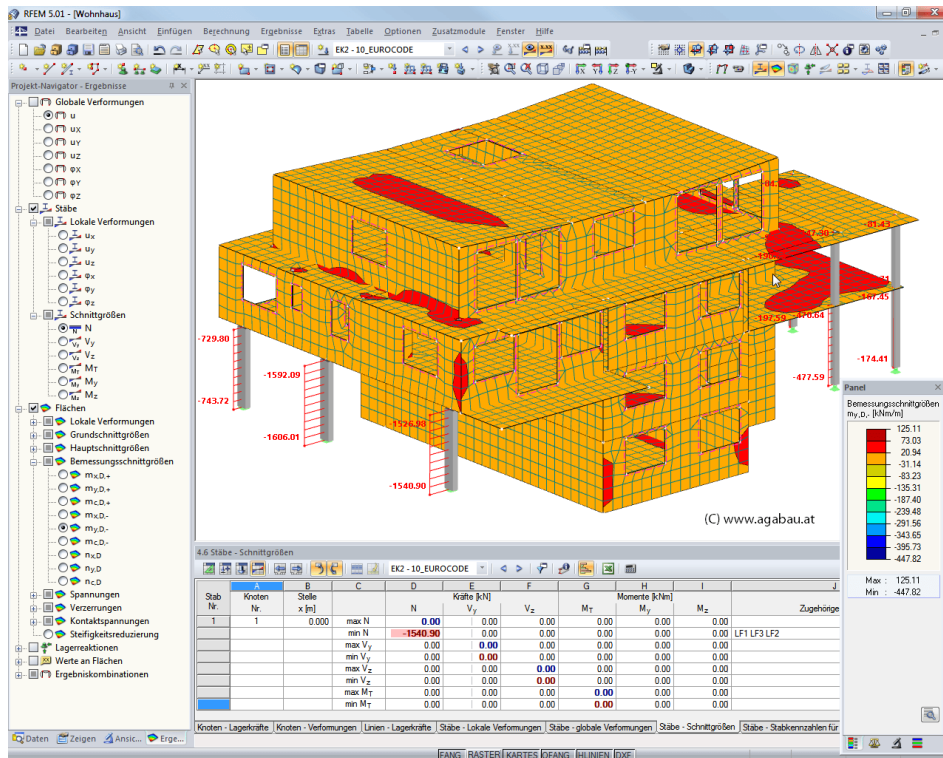 RFEM 5.01 - [Wohnhaus]
Datei Bearbeiten Ansicht Einfügen Berechnung Ergebnisse Extras Tabelle Optionen Zusatzmodule Fenster Hilfe
EK2 - 10_EUROCODE
Projekt-Navigator - Ergebnisse
Globale Verformungen
u
uX
uY
uZ
φX
φY
φZ
Stäbe
Lokale Verformungen
ux
uy
uz
φx
φy
φz
Schnittgrößen
N
Vy
Vz
MT
My
Mz
Flächen
Lokale Verformungen
Grundschnittgrößen
Hauptschnittgrößen
Bemessungsschnittgrößen
mx,D,+
my,D,+
mc,D,+
mx,D,-
my,D,-
mc,D,-
nx,D
ny,D
nc,D
Spannungen
Verzerrungen
Kontaktspannungen
Steifigkeitsreduzierung
Lagerreaktionen
Werte an Flächen
Ergebniskombinationen
Daten Zeigen Ansic... Erge...
-81.43
-167.45
-197.59
-470.64
-174.41
-477.59
-729.80
-743.72
-1592.09
-1606.01
-1526.98
-1540.90
(C) www.agabau.at
Panel
Bemessungsschnittgrößen
my,D,- [kNm/m]
125.11
73.03
20.94
-31.14
-83.23
-135.31
-187.40
-239.48
-291.56
-343.65
-395.73
-447.82
Max : 125.11
Min : -447.82
4.6 Stäbe - Schnittgrößen
EK2 - 10_EUROCODE
A B C D E F G H I J
Stab Knoten Stelle Kräfte [kN] Momente [kNm]
Nr. Nr. x [m] N Vy Vz MT My Mz Zugehörige
1 1 0.000 max N 0.00 0.00 0.00 0.00 0.00 0.00
min N -1540.90 0.00 0.00 0.00 0.00 0.00 LF1 LF3 LF2
max Vy 0.00 0.00 0.00 0.00 0.00 0.00
min Vy 0.00 0.00 0.00 0.00 0.00 0.00
max Vz 0.00 0.00 0.00 0.00 0.00 0.00
min Vz 0.00 0.00 0.00 0.00 0.00 0.00
max MT 0.00 0.00 0.00 0.00 0.00 0.00
min MT 0.00 0.00 0.00 0.00 0.00 0.00
Knoten - Lagerkräfte Knoten - Verformungen Linien - Lagerkräfte Stäbe - Lokale Verformungen Stäbe - globale Verformungen Stäbe - Schnittgrößen Stäbe - Stabkennzahlen für
FANG RASTER KARTES OFANG HLINIEN DXF